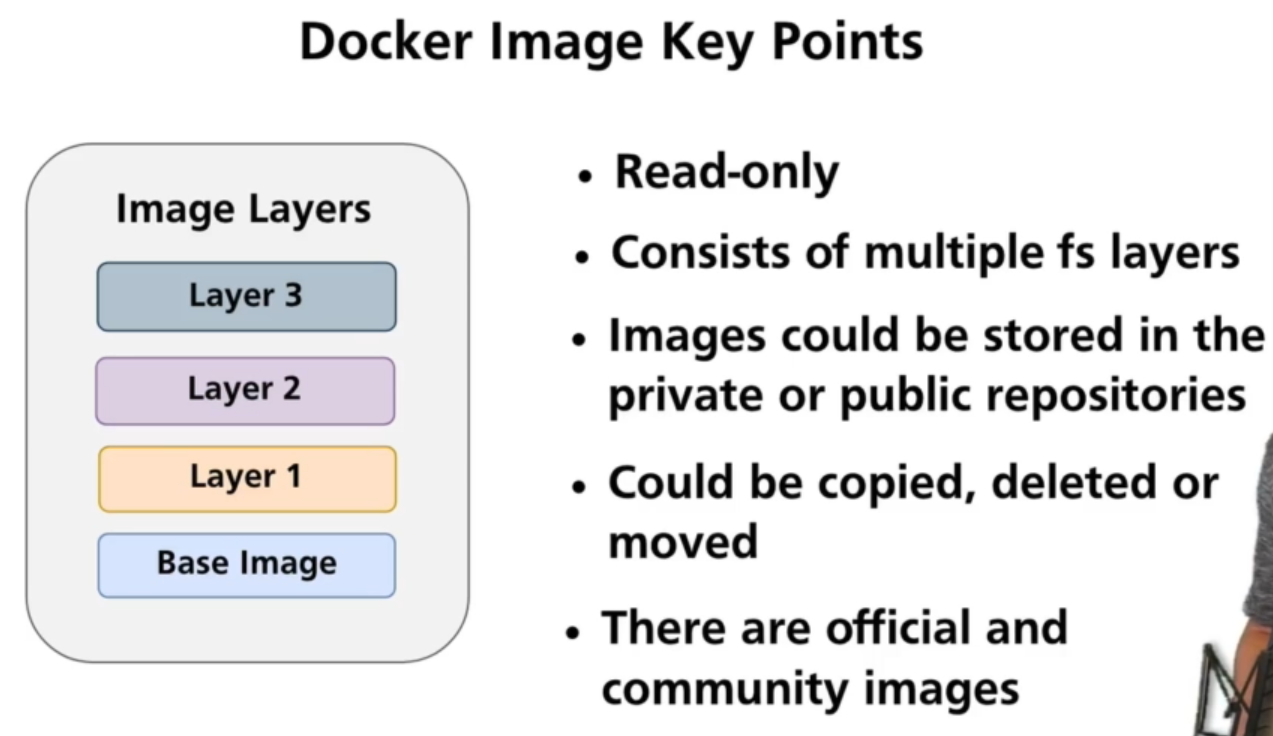 Docker Image Key Points
Image Layers
Layer 3
Layer 2
Layer 1
Base Image
• Read-only
• Consists of multiple fs layers
• Images could be stored in the
private or public repositories
• Could be copied, deleted or
moved
• There are official and
community images